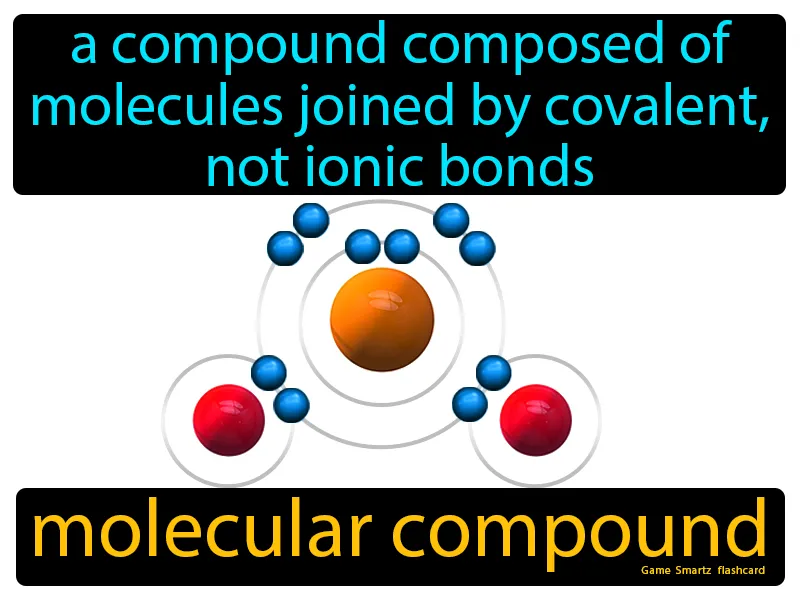 a compound composed of
molecules joined by covalent,
not ionic bonds
molecular compound
Game Smartz flashcard